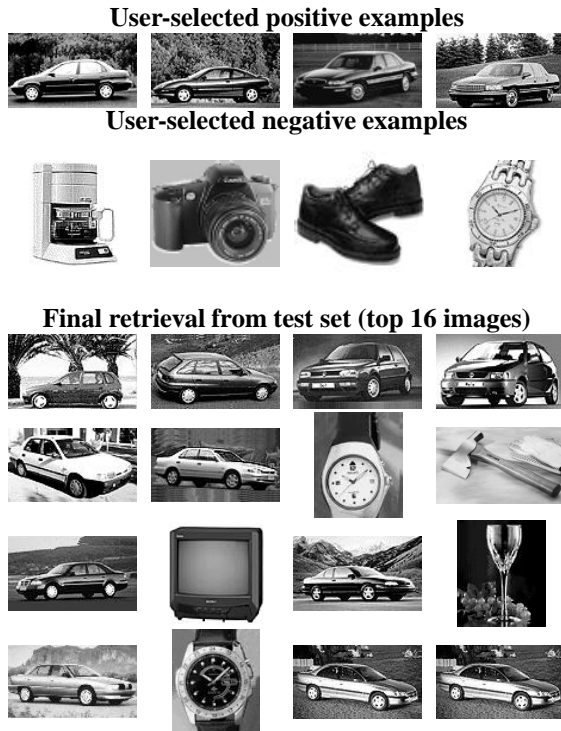 User-selected positive examples
User-selected negative examples
Final retrieval from test set (top 16 images)